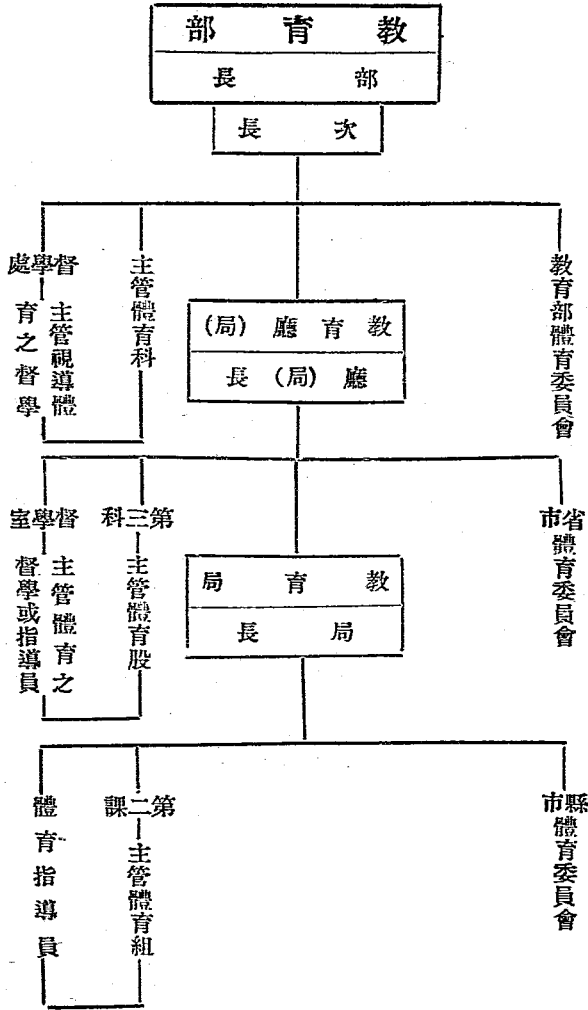 教育部
部長
次長
教育部體育委員會
主管體育科
督學處
主管視導體
育之督學
教育廳(局)
廳(局)長
省市體育委員會
第三科
主管體育股
督學室
主管體育之
督學或指導員
教育局
局長
縣市體育委員會
第二課
主管體育組
體育指導員